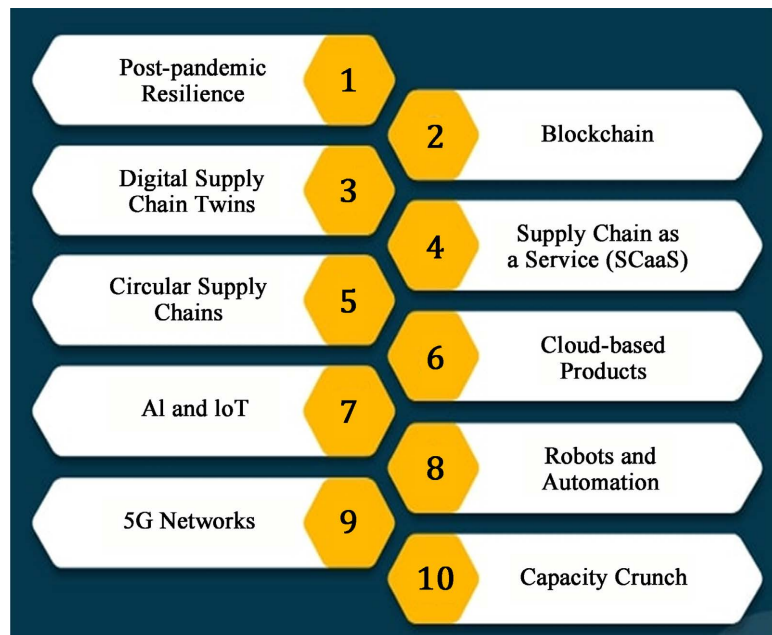 Post-pandemic
Resilience
1
2
Blockchain
Digital Supply
Chain Twins
3
4
Supply Chain as
a Service (SCaaS)
Circular Supply
Chains
5
6
Cloud-based
Products
Al and loT
7
8
Robots and
Automation
5G Networks
9
10
Capacity Crunch